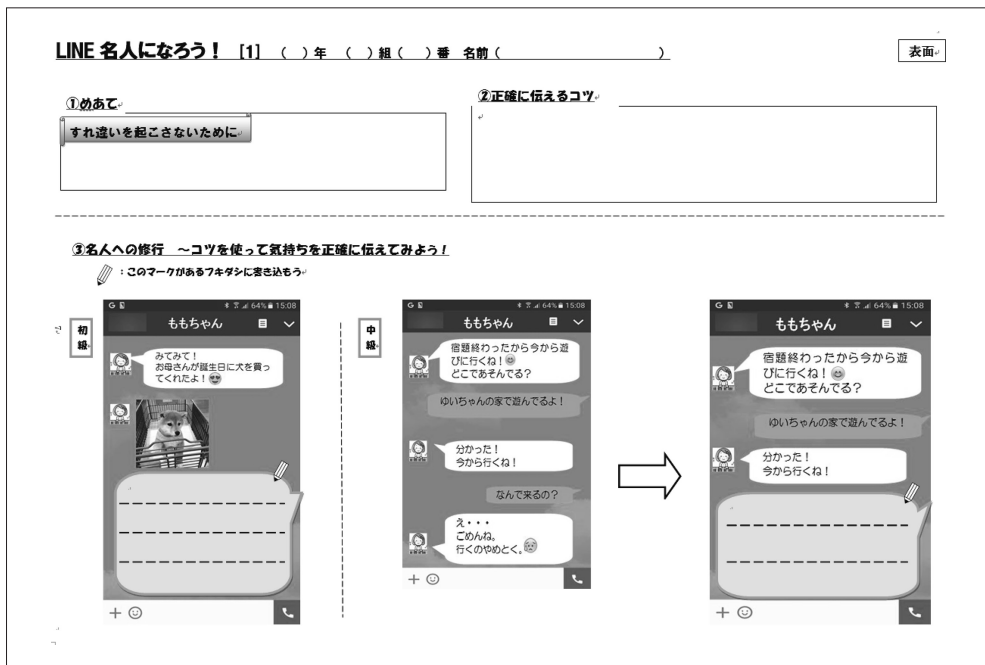 LINE 名人になろう! [1] ( )年 ( )組( )番 名前( )
表面
①めあて
すれ違いを起こさないために
②正確に伝えるコツ
③名人への修行 ~コツを使って気持ちを正確に伝えてみよう!
:このマークがあるフキダシに書き込もう
初級
G 64% 15:08
ももちゃん
みてみて!
お母さんが誕生日に犬を買っ
てくれたよ!
中級
G 64% 15:08
ももちゃん
宿題終わったから今から遊
びに行くね!
どこであそんでる?
ゆいちゃんの家で遊んでるよ!
分かった!
今から行くね!
なんで来るの?
え・・・
ごめんね。
行くのやめとく。
G 64% 15:08
ももちゃん
宿題終わったから今から遊
びに行くね!
どこであそんでる?
ゆいちゃんの家で遊んでるよ!
分かった!
今から行くね!